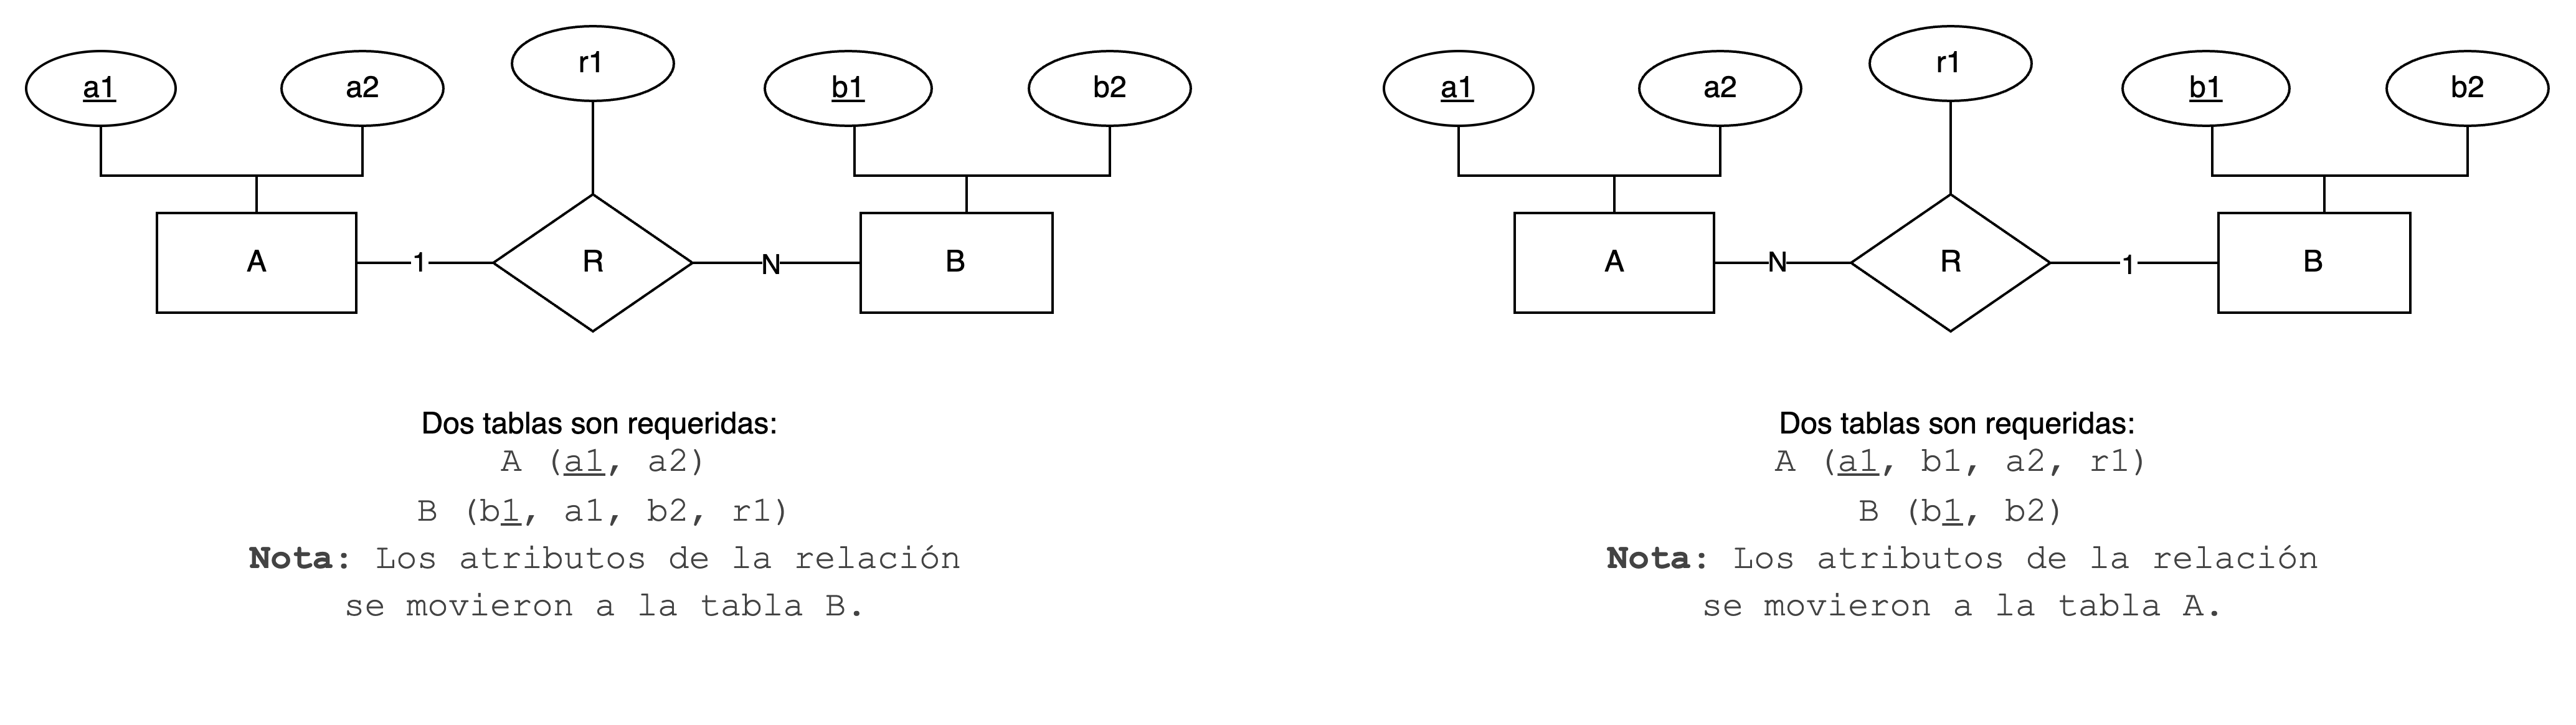 r1
a1 a2 b1 b2
A 1 R N B
Dos tablas son requeridas:
A (a1, a2)
B (b1, a1, b2, r1)
Nota: Los atributos de la relación
se movieron a la tabla B.
r1
a1 a2 b1 b2
A N R 1 B
Dos tablas son requeridas:
A (a1, b1, a2, r1)
B (b1, b2)
Nota: Los atributos de la relación
se movieron a la tabla A.